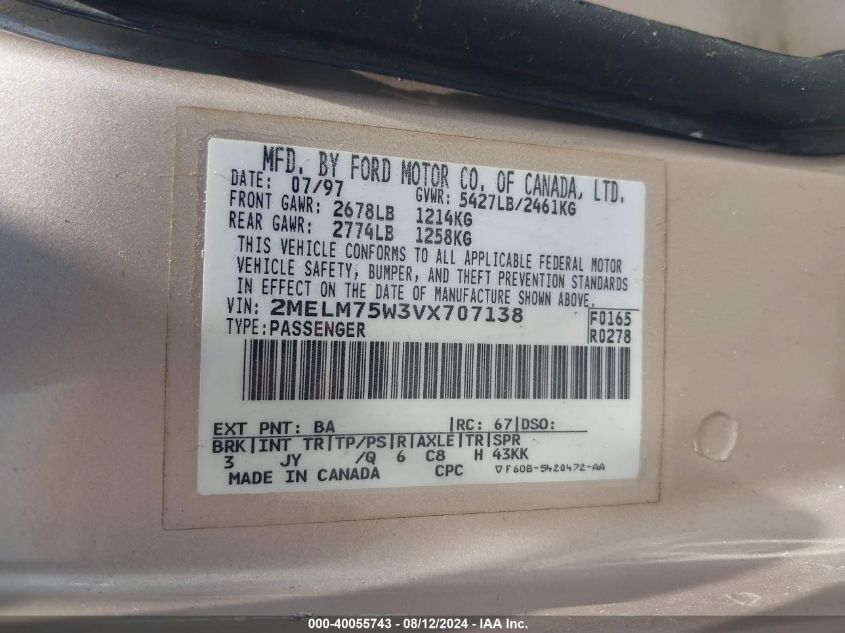 MFD. BY FORD MOTOR CO. OF CANADA, LTD.
DATE: 07/97 GVWR: 5427LB/2461KG
FRONT GAWR: 2678LB 1214KG
REAR GAWR: 2774LB 1258KG
THIS VEHICLE CONFORMS TO ALL APPLICABLE FEDERAL MOTOR
VEHICLE SAFETY, BUMPER, AND THEFT PREVENTION STANDARDS
IN EFFECT ON THE DATE OF MANUFACTURE SHOWN ABOVE.
VIN: 2MELM75W3VX707138 F0165
TYPE: PASSENGER R0278
EXT PNT: BA RC: 67 DSO:
BRK INT TR TP/PS R AXLE TR SPR
3 JY /Q 6 C8 H 43KK
MADE IN CANADA CPC ▽F60B-5420472-AA
000-40055743 - 08/12/2024 - IAA Inc.